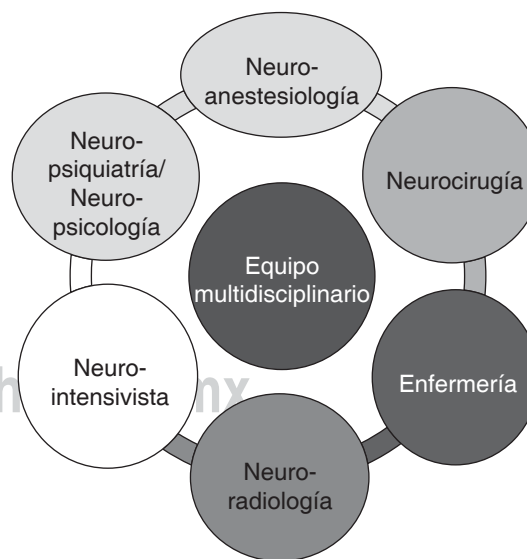 Neuro-
anestesiología
Neurocirugía
Enfermería
Neuro-
radiología
Neuro-
intensivista
Neuro-
psiquiatría/
Neuro-
psicología
Equipo
multidisciplinario